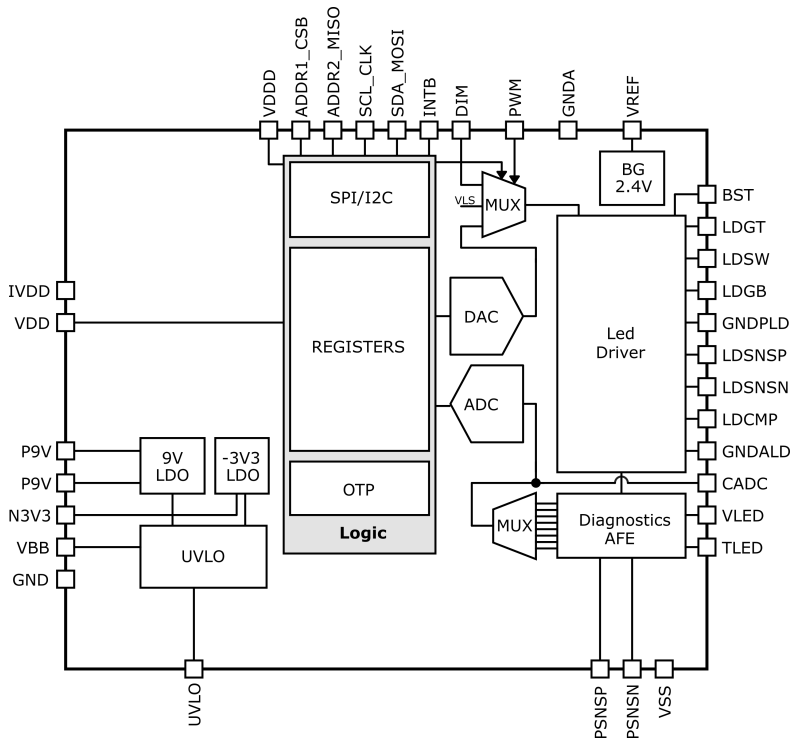 VDDD
ADDR1_CSB
ADDR2_MISO
SCL_CLK
SDA_MOSI
INTB
DIM
PWM
GNDA
VREF
BG
2.4V
SPI/I2C
VLS
MUX
BST
LDGT
LDSW
LDGB
GNDPLD
LDSNSP
LDSNSN
LDCMP
GNDALD
CADC
VLED
TLED
IVDD
VDD
REGISTERS
DAC
ADC
Led
Driver
P9V
P9V
N3V3
VBB
GND
9V
LDO
-3V3
LDO
UVLO
OTP
Logic
MUX
Diagnostics
AFE
UVLO
PSNSP
PSNSN
VSS